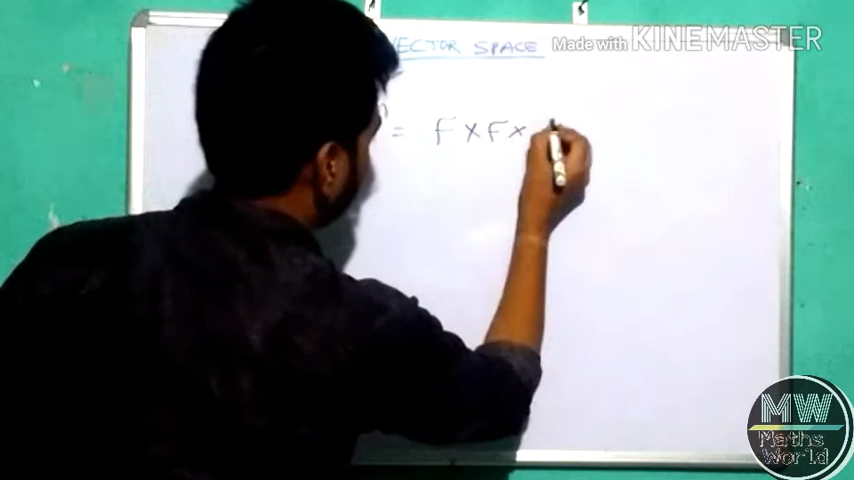 VECTOR SPACE
Made with KINEMASTER
n = F × F ×
MW
Maths
World